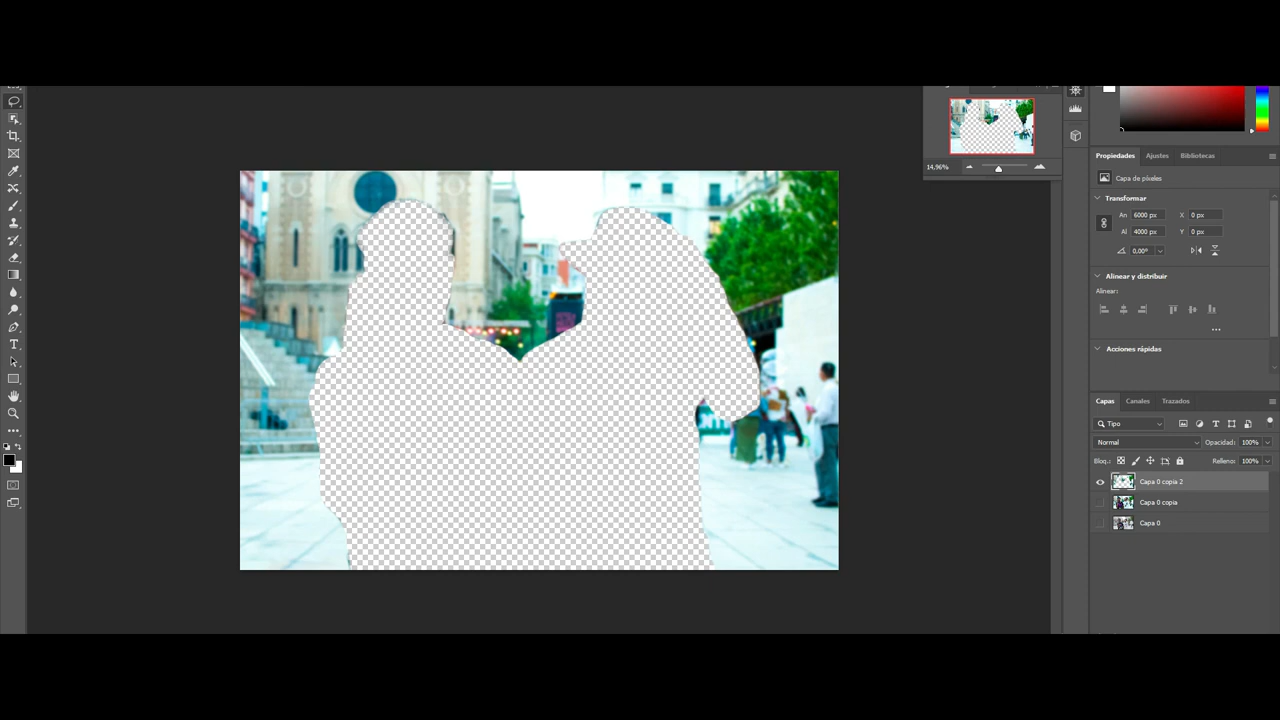 14,96%
Propiedades Ajustes Bibliotecas
Capa de píxeles
Transformar
An 6000 px X 0 px
Al 4000 px Y 0 px
0,00°
Alinear y distribuir
Alinear:
Acciones rápidas
Capas Canales Trazados
Tipo
Normal Opacidad: 100%
Bloq.: Relleno: 100%
Capa 0 copia 2
Capa 0 copia
Capa 0